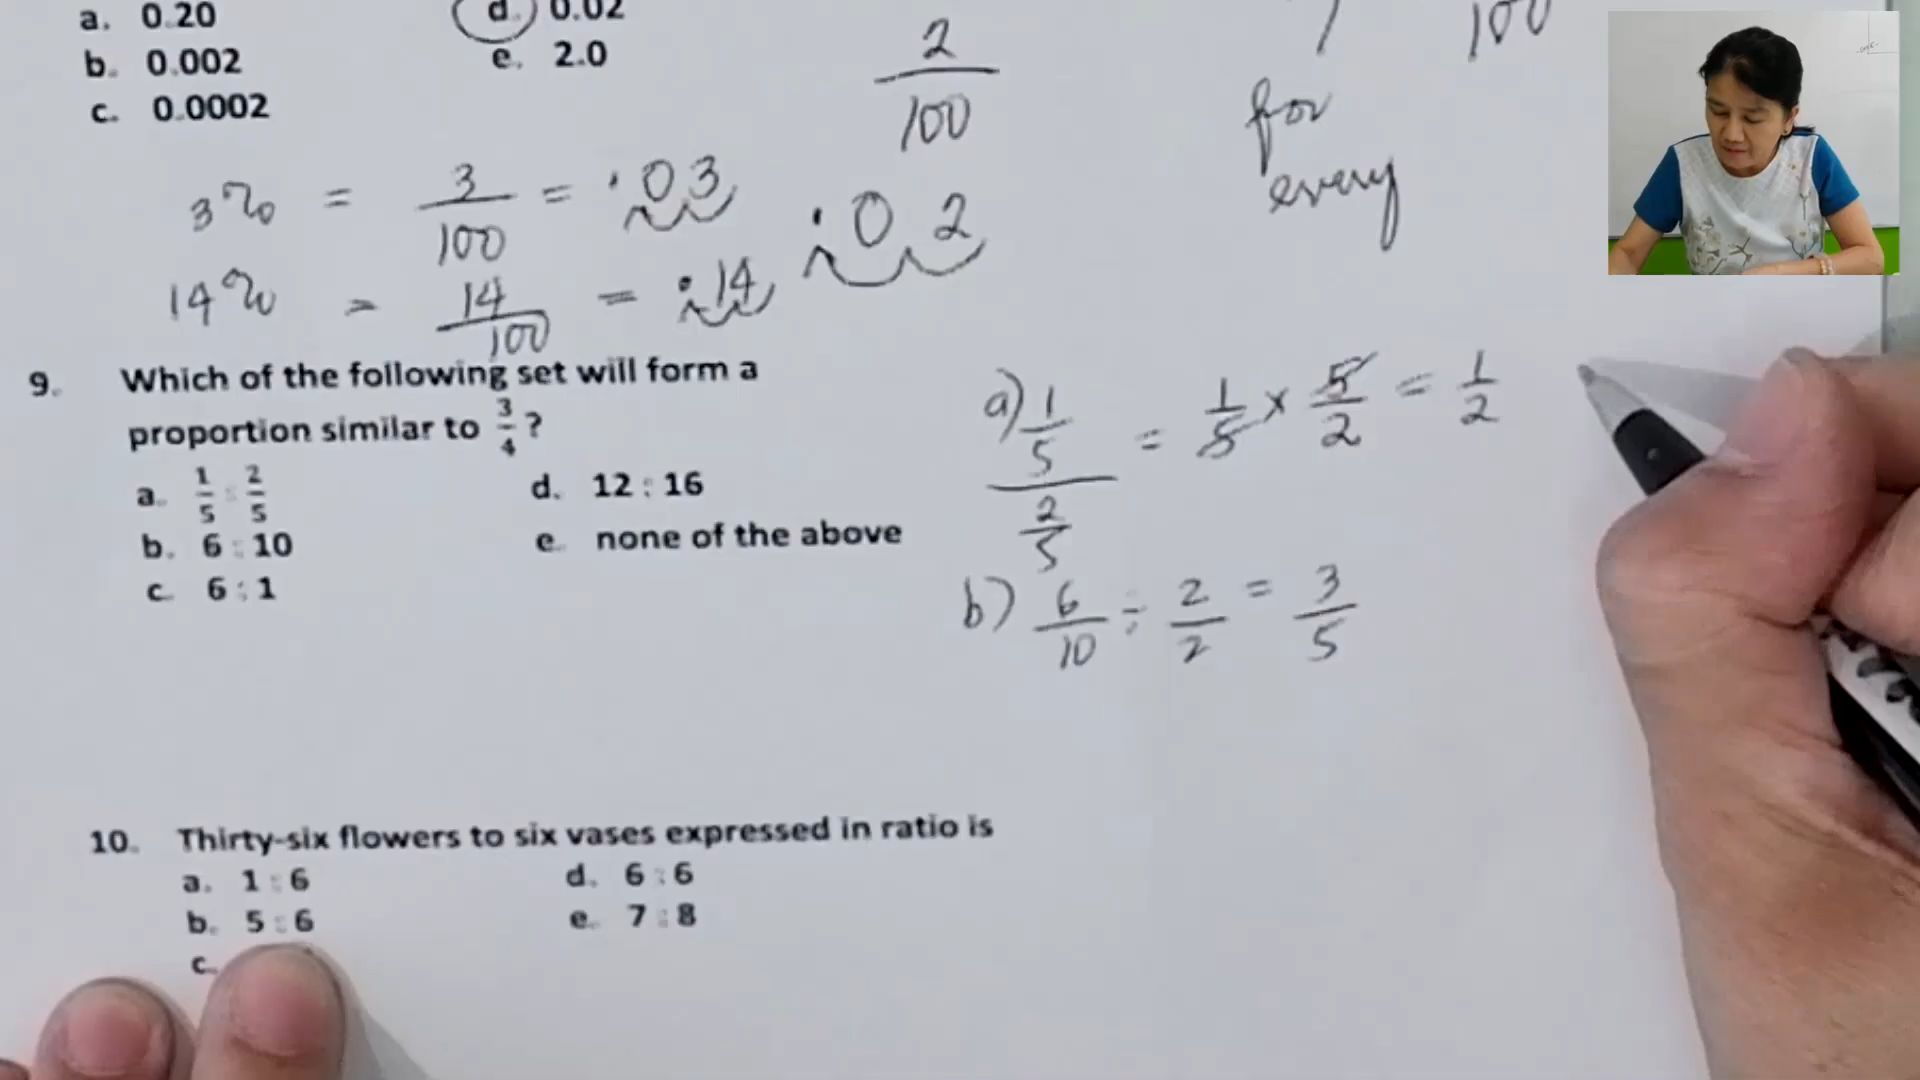 a. 0.20 d. 0.02
b. 0.002 e. 2.0
c. 0.0002
2/100
/ 100
for
every
3% = 3/100 = .03
.02
14% = 14/100 = .14
9. Which of the following set will form a
proportion similar to 3/4 ?
a. 1/5 : 2/5 d. 12 : 16
b. 6 : 10 e. none of the above
c. 6 : 1
a) 1/5 / 2/5 = 1/5 × 5/2 = 1/2
b) 6/10 ÷ 2/2 = 3/5
10. Thirty-six flowers to six vases expressed in ratio is
a. 1 : 6 d. 6 : 6
b. 5 : 6 e. 7 : 8
c.